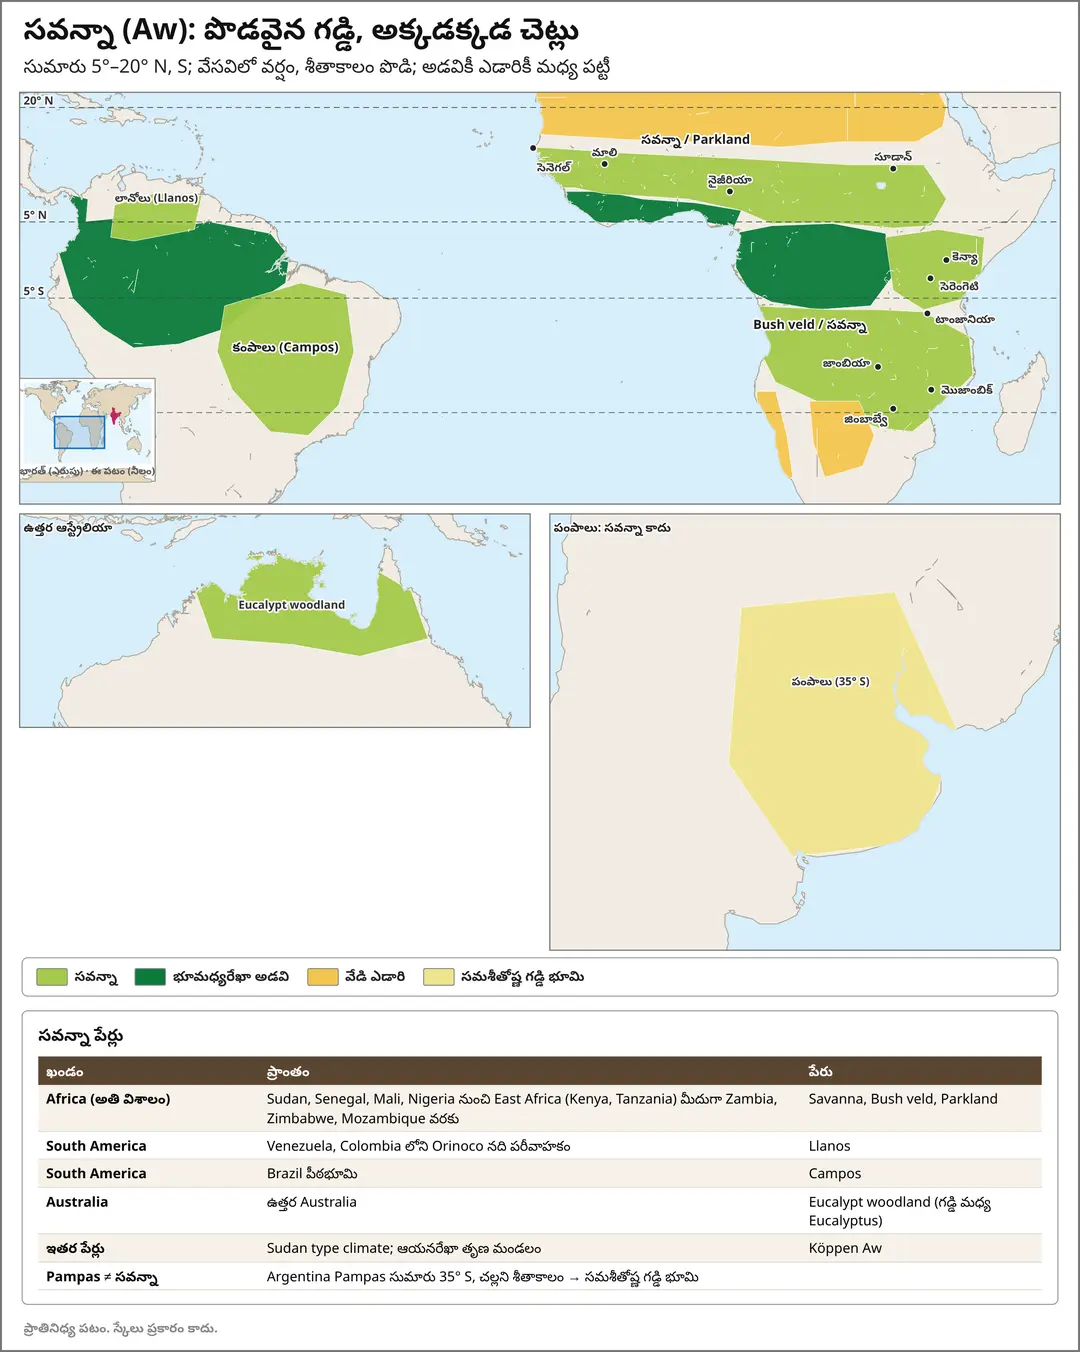 సవన్నా (Aw): పొడవైన గడ్డి, అక్కడక్కడ చెట్లు
సుమారు 5°–20° N, S; వేసవిలో వర్షం, శీతాకాలం పొడి; అడవికీ ఎడారికీ మధ్య పట్టీ
20° N
సవన్నా / Parkland
మాలి
సెనెగల్
సూడాన్
నైజీరియా
లానోలు (Llanos)
5° N
కెన్యా
సెరెంగెటి
5° S
టాంజానియా
Bush veld / సవన్నా
కంపాలు (Campos)
జాంబియా
మొజాంబిక్
జింబాబ్వే
భారత్ (ఎరుపు) · ఈ పటం (నీలం)
ఉత్తర ఆస్ట్రేలియా
Eucalypt woodland
పంపాలు: సవన్నా కాదు
పంపాలు (35° S)
సవన్నా
భూమధ్యరేఖా అడవి
వేడి ఎడారి
సమశీతోష్ణ గడ్డి భూమి
సవన్నా పేర్లు
ఖండం ప్రాంతం పేరు
Africa (అతి విశాలం) Sudan, Senegal, Mali, Nigeria నుంచి East Africa (Kenya, Tanzania) మీదుగా Zambia, Savanna, Bush veld, Parkland
Zimbabwe, Mozambique వరకు
South America Venezuela, Colombia లోని Orinoco నది పరీవాహకం Llanos
South America Brazil పీఠభూమి Campos
Australia ఉత్తర Australia Eucalypt woodland (గడ్డి మధ్య
Eucalyptus)
ఇతర పేర్లు Sudan type climate; ఆయనరేఖా తృణ మండలం Köppen Aw
Pampas ≠ సవన్నా Argentina Pampas సుమారు 35° S, చల్లని శీతాకాలం → సమశీతోష్ణ గడ్డి భూమి
ప్రాతినిధ్య పటం. స్కేలు ప్రకారం కాదు.